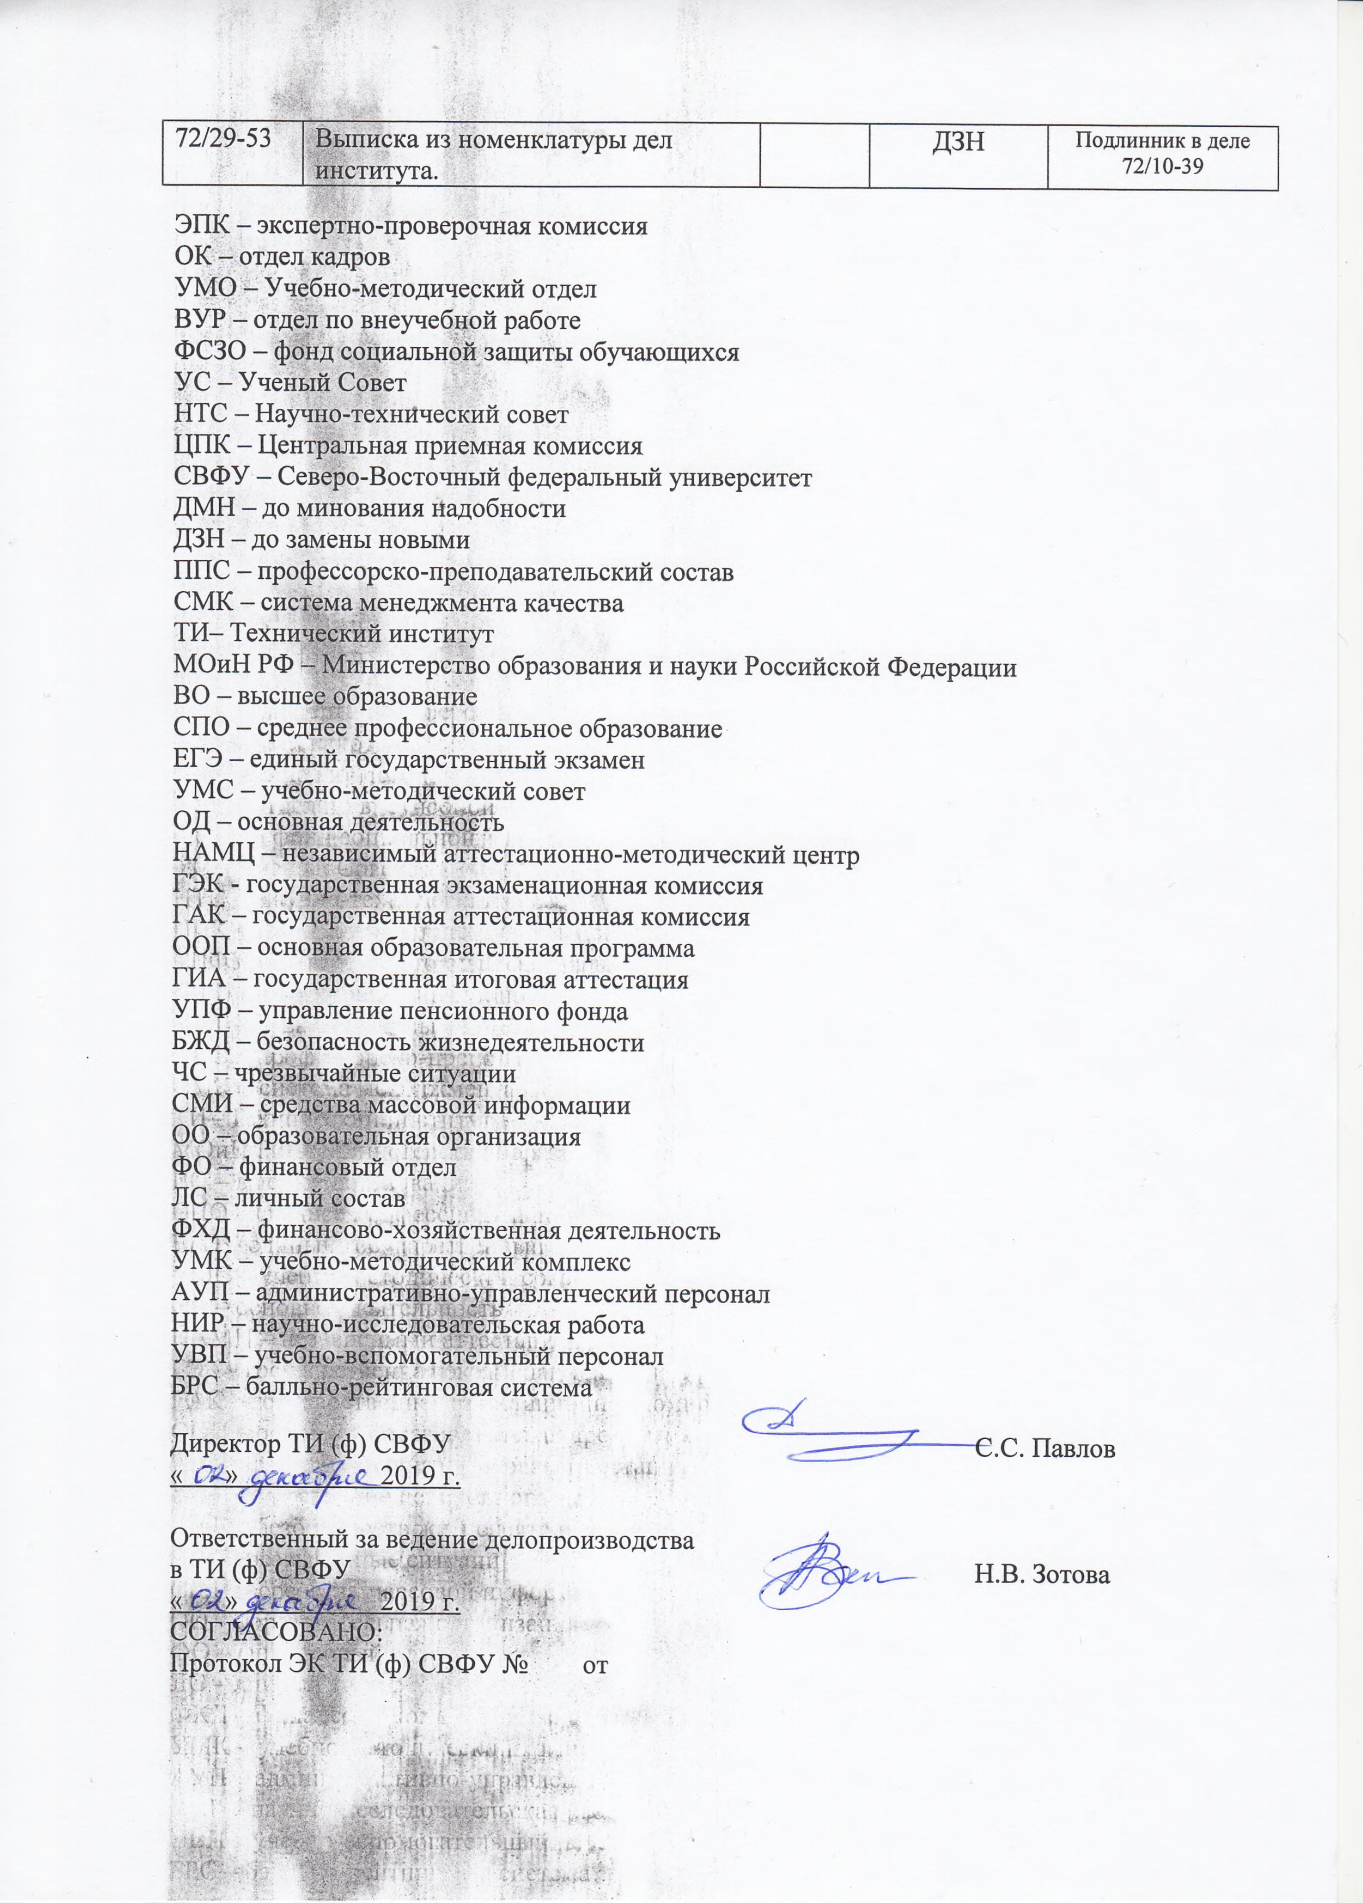 72/29-53 Выписка из номенклатуры дел института. ДЗН Подлинник в деле 72/10-39
ЭПК – экспертно-проверочная комиссия
ОК – отдел кадров
УМО – Учебно-методический отдел
ВУР – отдел по внеучебной работе
ФСЗО – фонд социальной защиты обучающихся
УС – Ученый Совет
НТС – Научно-технический совет
ЦПК – Центральная приемная комиссия
СВФУ – Северо-Восточный федеральный университет
ДМН – до минования надобности
ДЗН – до замены новыми
ППС – профессорско-преподавательский состав
СМК – система менеджмента качества
ТИ– Технический институт
МОиН РФ – Министерство образования и науки Российской Федерации
ВО – высшее образование
СПО – среднее профессиональное образование
ЕГЭ – единый государственный экзамен
УМС – учебно-методический совет
ОД – основная деятельность
НАМЦ – независимый аттестационно-методический центр
ГЭК - государственная экзаменационная комиссия
ГАК – государственная аттестационная комиссия
ООП – основная образовательная программа
ГИА – государственная итоговая аттестация
УПФ – управление пенсионного фонда
БЖД – безопасность жизнедеятельности
ЧС – чрезвычайные ситуации
СМИ – средства массовой информации
ОО – образовательная организация
ФО – финансовый отдел
ЛС – личный состав
ФХД – финансово-хозяйственная деятельность
УМК – учебно-методический комплекс
АУП – административно-управленческий персонал
НИР – научно-исследовательская работа
УВП – учебно-вспомогательный персонал
БРС – балльно-рейтинговая система
Директор ТИ (ф) СВФУ С.С. Павлов
« 02» декабря 2019 г.
Ответственный за ведение делопроизводства
в ТИ (ф) СВФУ Н.В. Зотова
« 02» декабря 2019 г.
СОГЛАСОВАНО:
Протокол ЭК ТИ (ф) СВФУ № от